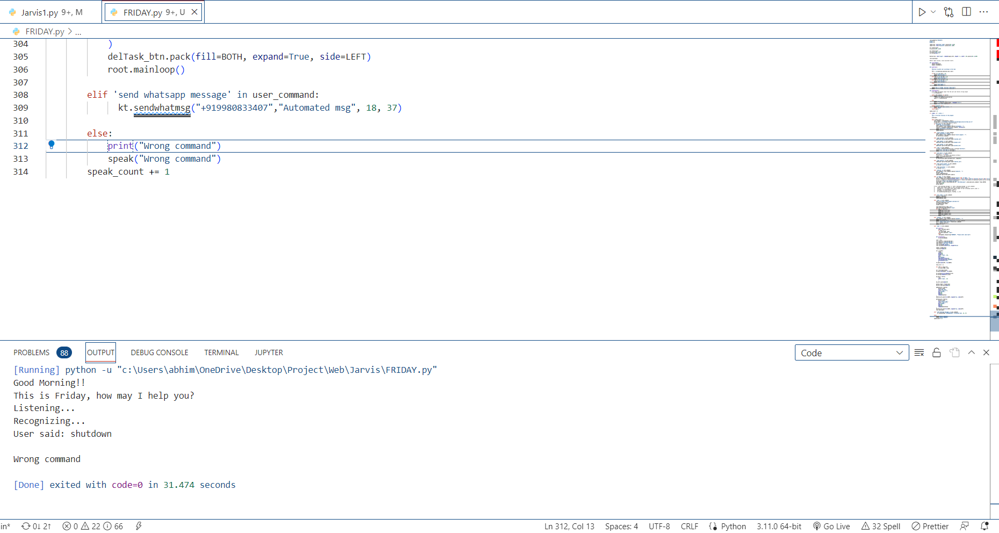 Jarvis1.py 9+, M
FRIDAY.py 9+, U
FRIDAY.py > ...
304 )
305 delTask_btn.pack(fill=BOTH, expand=True, side=LEFT)
306 root.mainloop()
307
308 elif 'send whatsapp message' in user_command:
309 kt.sendwhatmsg("+919980833407","Automated msg", 18, 37)
310
311 else:
312 print("Wrong command")
313 speak("Wrong command")
314 speak_count += 1
PROBLEMS 88 OUTPUT DEBUG CONSOLE TERMINAL JUPYTER Code
[Running] python -u "c:\Users\abhim\OneDrive\Desktop\Project\Web\Jarvis\FRIDAY.py"
Good Morning!!
This is Friday, how may I help you?
Listening...
Recognizing...
User said: shutdown
Wrong command
[Done] exited with code=0 in 31.474 seconds
in* 0↓ 2↑ 0 22 66 Ln 312, Col 13 Spaces: 4 UTF-8 CRLF Python 3.11.0 64-bit Go Live 32 Spell Prettier